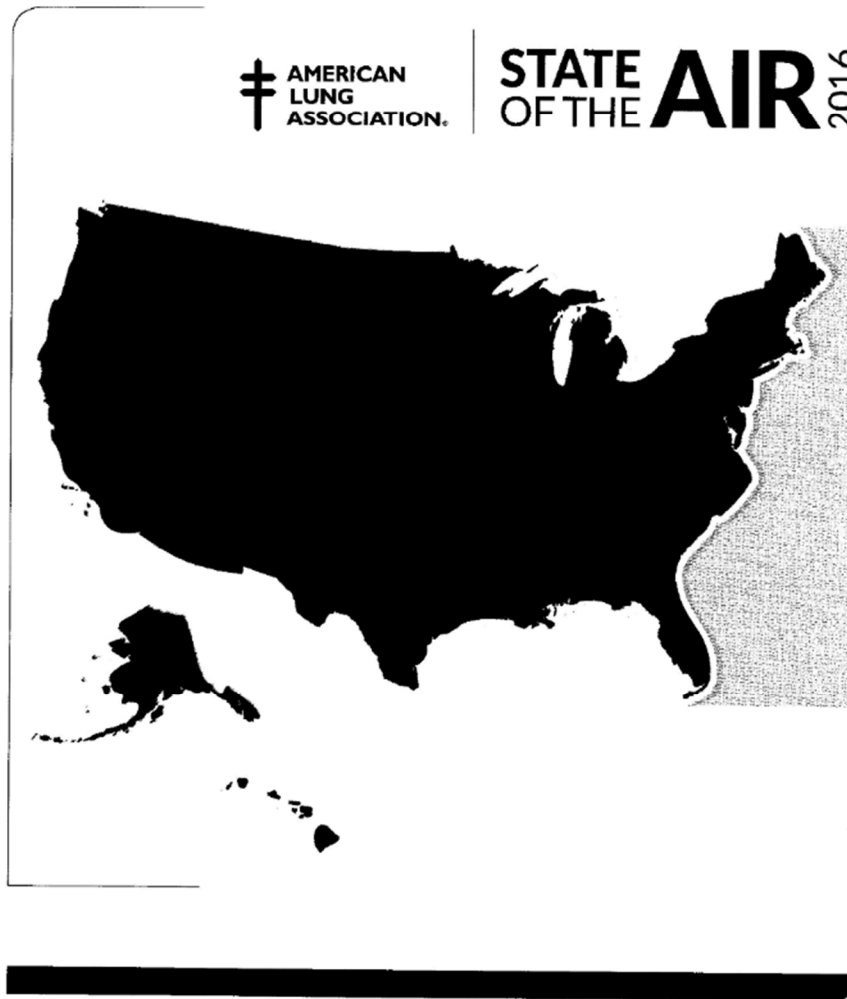 AMERICAN
LUNG
ASSOCIATION®
STATE
OF THE
AIR
2016